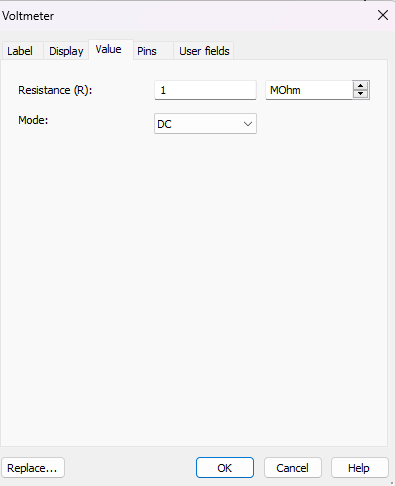 Voltmeter
Label Display Value Pins User fields
Resistance (R): 1 MOhm
Mode: DC
Replace... OK Cancel Help